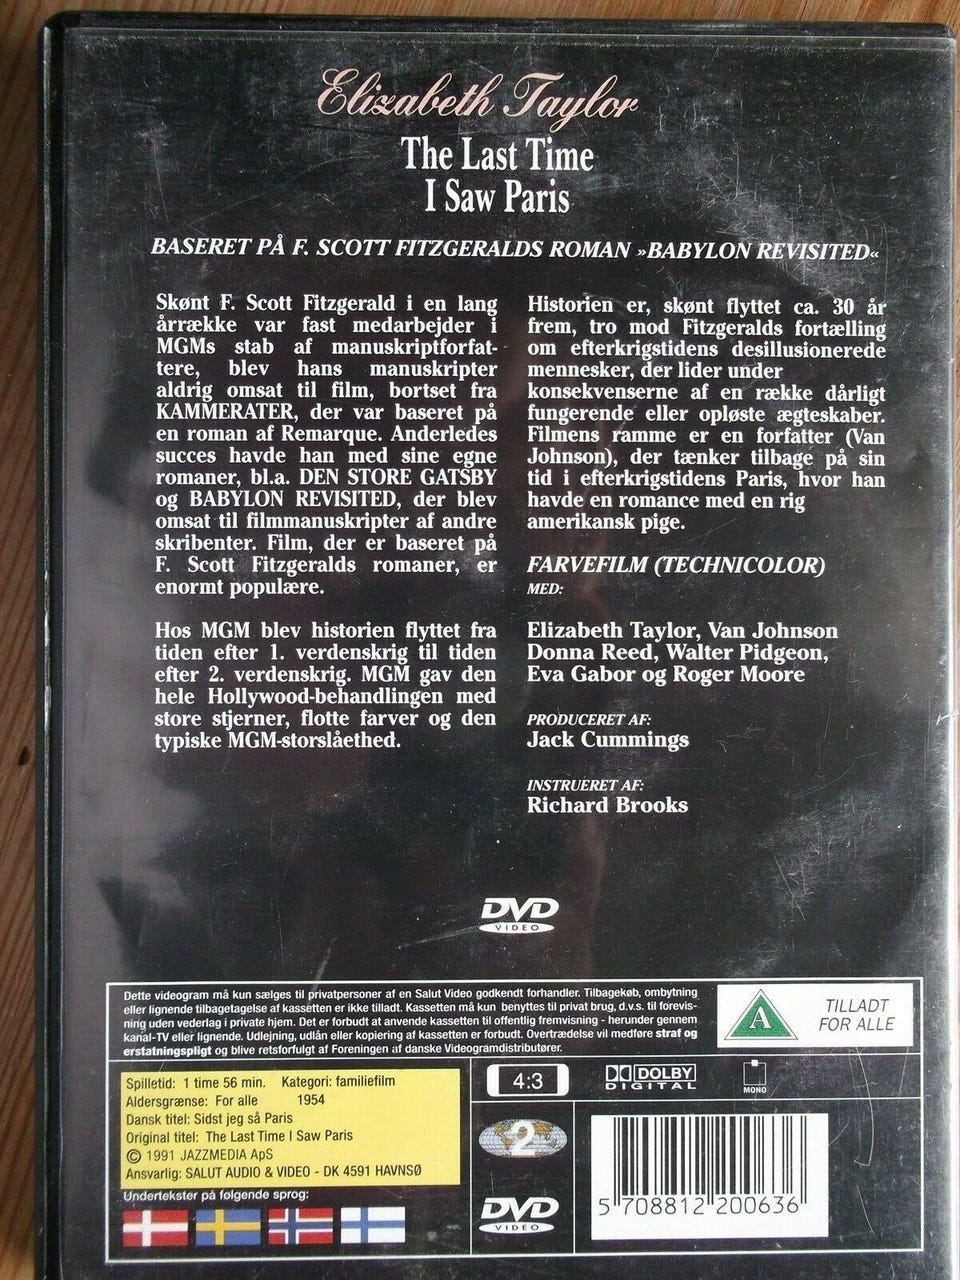 Elizabeth Taylor
The Last Time
I Saw Paris
BASERET PÅ F. SCOTT FITZGERALDS ROMAN »BABYLON REVISITED«
Skønt F. Scott Fitzgerald i en lang
årrække var fast medarbejder i
MGMs stab af manuskriptforfat-
tere, blev hans manuskripter
aldrig omsat til film, bortset fra
KAMMERATER, der var baseret på
en roman af Remarque. Anderledes
succes havde han med sine egne
romaner, bl.a. DEN STORE GATSBY
og BABYLON REVISITED, der blev
omsat til filmmanuskripter af andre
skribenter. Film, der er baseret på
F. Scott Fitzgeralds romaner, er
enormt populære.
Hos MGM blev historien flyttet fra
tiden efter 1. verdenskrig til tiden
efter 2. verdenskrig. MGM gav den
hele Hollywood-behandlingen med
store stjerner, flotte farver og den
typiske MGM-storslåethed.
Historien er, skønt flyttet ca. 30 år
frem, tro mod Fitzgeralds fortælling
om efterkrigstidens desillusionerede
mennesker, der lider under
konsekvenserne af en række dårligt
fungerende eller opløste ægteskaber.
Filmens ramme er en forfatter (Van
Johnson), der tænker tilbage på sin
tid i efterkrigstidens Paris, hvor han
havde en romance med en rig
amerikansk pige.
FARVEFILM (TECHNICOLOR)
MED:
Elizabeth Taylor, Van Johnson
Donna Reed, Walter Pidgeon,
Eva Gabor og Roger Moore
PRODUCERET AF:
Jack Cummings
INSTRUERET AF:
Richard Brooks
DVD
VIDEO
Dette videogram må kun sælges til privatpersoner af en Salut Video godkendt forhandler. Tilbagekøb, ombytning
eller lignende tilbagetagelse af kassetten er ikke tilladt. Kassetten må kun benyttes til privat brug, d.v.s. til forevis-
ning uden vederlag i private hjem. Det er forbudt at anvende kassetten til offentlig fremvisning - herunder gennem
kanal-TV eller lignende. Udlejning, udlån eller kopiering af kassetten er forbudt. Overtrædelse vil medføre straf og
erstatningspligt og blive retsforfulgt af Foreningen af danske Videogramdistributører.
A
TILLADT
FOR ALLE
Spilletid: 1 time 56 min. Kategori: familiefilm
Aldersgrænse: For alle 1954
Dansk titel: Sidst jeg så Paris
Original titel: The Last Time I Saw Paris
© 1991 JAZZMEDIA ApS
Ansvarlig: SALUT AUDIO & VIDEO - DK 4591 HAVNSØ
Undertekster på følgende sprog:
4:3
DOLBY
DIGITAL
MONO
2
DVD
VIDEO
5 708812 200636